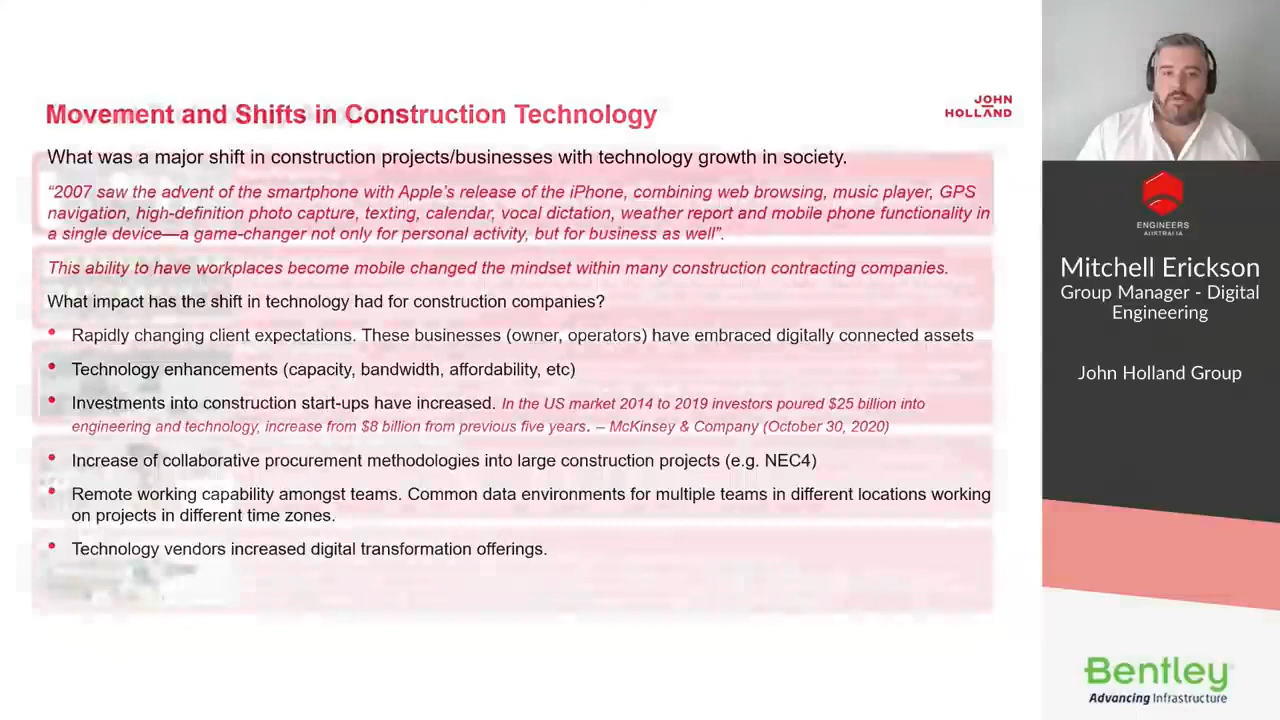 Movement and Shifts in Construction Technology
JOHN
HOLLAND
What was a major shift in construction projects/businesses with technology growth in society.
“2007 saw the advent of the smartphone with Apple’s release of the iPhone, combining web browsing, music player, GPS
navigation, high-definition photo capture, texting, calendar, vocal dictation, weather report and mobile phone functionality in
a single device—a game-changer not only for personal activity, but for business as well”.
This ability to have workplaces become mobile changed the mindset within many construction contracting companies.
What impact has the shift in technology had for construction companies?
• Rapidly changing client expectations. These businesses (owner, operators) have embraced digitally connected assets
• Technology enhancements (capacity, bandwidth, affordability, etc)
• Investments into construction start-ups have increased. In the US market 2014 to 2019 investors poured $25 billion into
engineering and technology, increase from $8 billion from previous five years. – McKinsey & Company (October 30, 2020)
• Increase of collaborative procurement methodologies into large construction projects (e.g. NEC4)
• Remote working capability amongst teams. Common data environments for multiple teams in different locations working
on projects in different time zones.
• Technology vendors increased digital transformation offerings.
ENGINEERS
AUSTRALIA
Mitchell Erickson
Group Manager - Digital
Engineering
John Holland Group
Bentley
Advancing Infrastructure